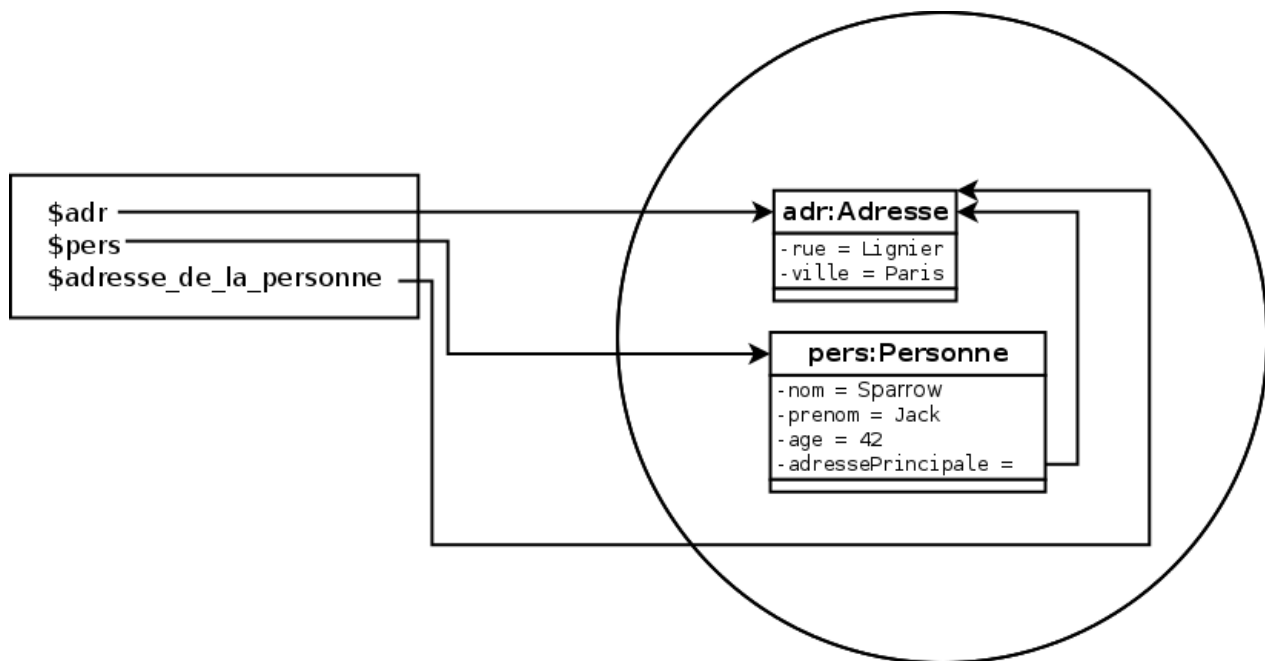 $adr
$pers
$adresse_de_la_personne
adr:Adresse
-rue = Lignier
-ville = Paris
pers:Personne
-nom = Sparrow
-prenom = Jack
-age = 42
-adressePrincipale =